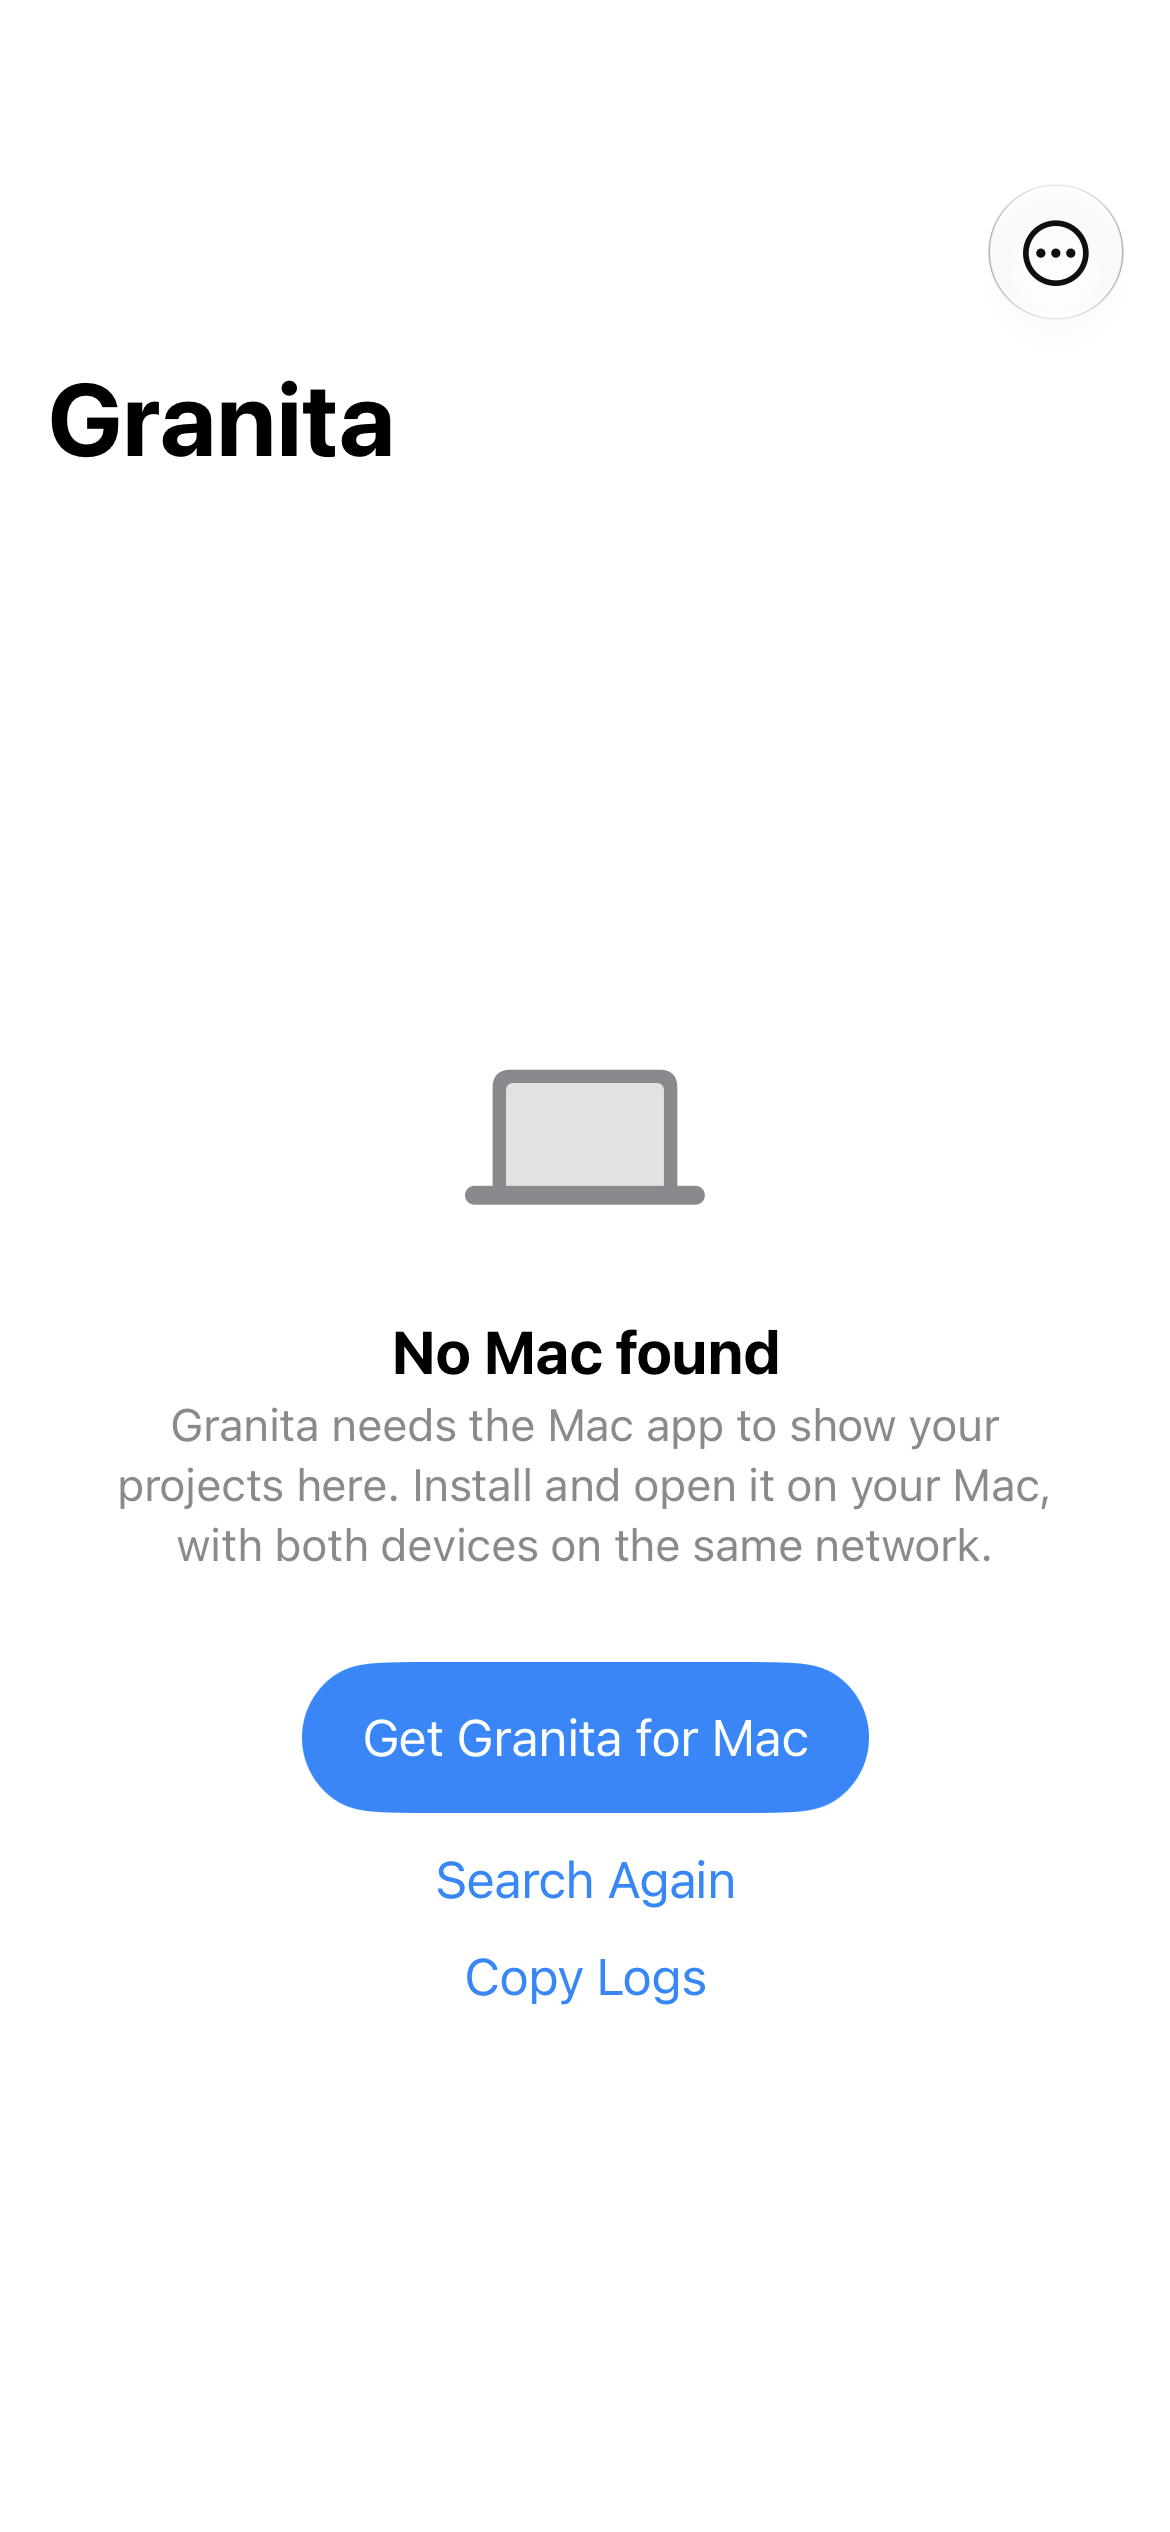 Granita
No Mac found
Granita needs the Mac app to show your
projects here. Install and open it on your Mac,
with both devices on the same network.
Get Granita for Mac
Search Again
Copy Logs